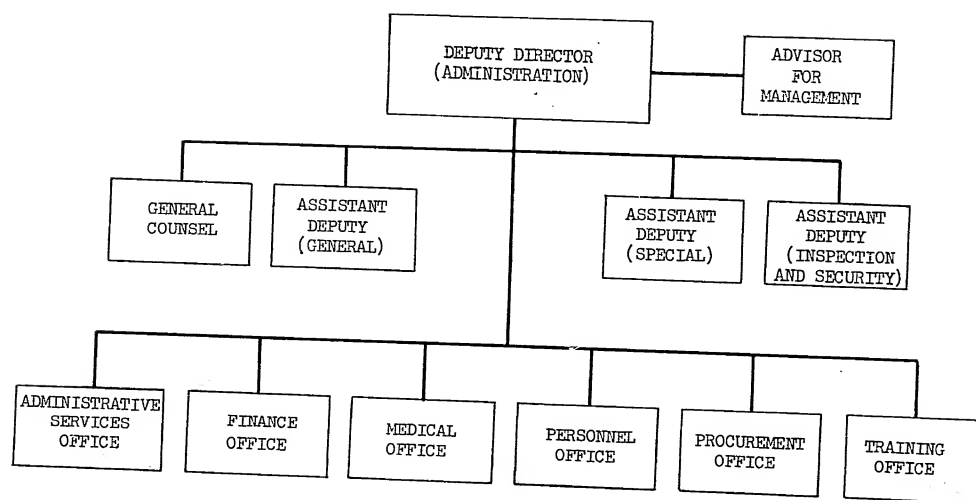 DEPUTY DIRECTOR
(ADMINISTRATION)
ADVISOR
FOR
MANAGEMENT
GENERAL
COUNSEL
ASSISTANT
DEPUTY
(GENERAL)
ASSISTANT
DEPUTY
(SPECIAL)
ASSISTANT
DEPUTY
(INSPECTION
AND SECURITY)
ADMINISTRATIVE
SERVICES
OFFICE
FINANCE
OFFICE
MEDICAL
OFFICE
PERSONNEL
OFFICE
PROCUREMENT
OFFICE
TRAINING
OFFICE